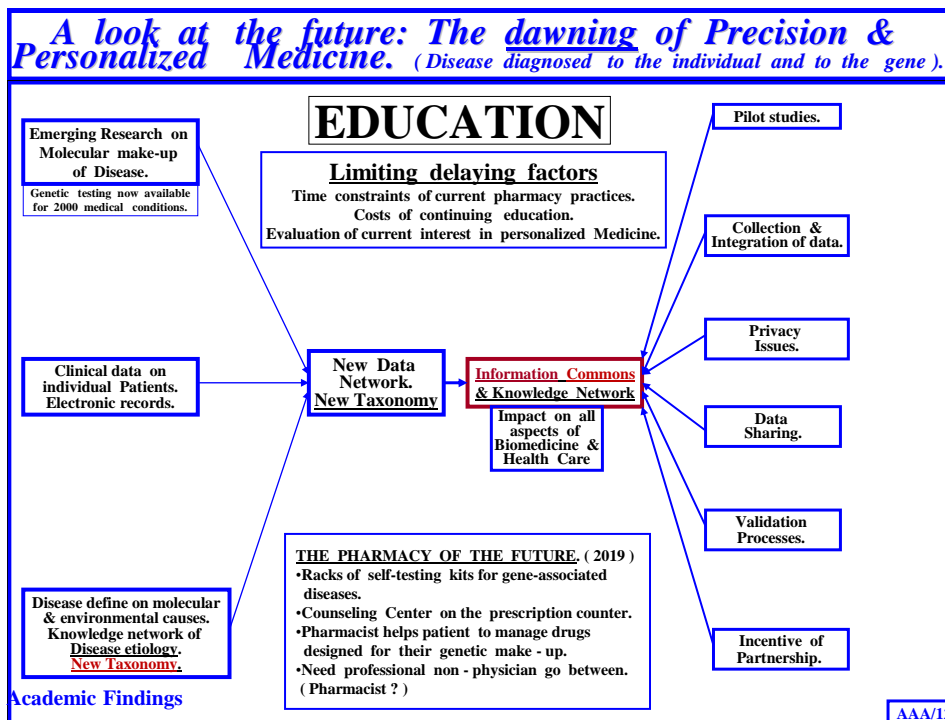 A look at the future: The dawning of Precision &
Personalized Medicine. ( Disease diagnosed to the individual and to the gene ).
EDUCATION
Limiting delaying factors
Time constraints of current pharmacy practices.
Costs of continuing education.
Evaluation of current interest in personalized Medicine.
Emerging Research on
Molecular make-up
of Disease.
Genetic testing now available
for 2000 medical conditions.
Clinical data on
individual Patients.
Electronic records.
Disease define on molecular
& environmental causes.
Knowledge network of
Disease etiology.
New Taxonomy.
New Data
Network.
New Taxonomy
Information Commons
& Knowledge Network
Impact on all
aspects of
Biomedicine &
Health Care
Pilot studies.
Collection &
Integration of data.
Privacy
Issues.
Data
Sharing.
Validation
Processes.
Incentive of
Partnership.
THE PHARMACY OF THE FUTURE. ( 2019 )
•Racks of self-testing kits for gene-associated
diseases.
•Counseling Center on the prescription counter.
•Pharmacist helps patient to manage drugs
designed for their genetic make - up.
•Need professional non - physician go between.
( Pharmacist ? )
Academic Findings